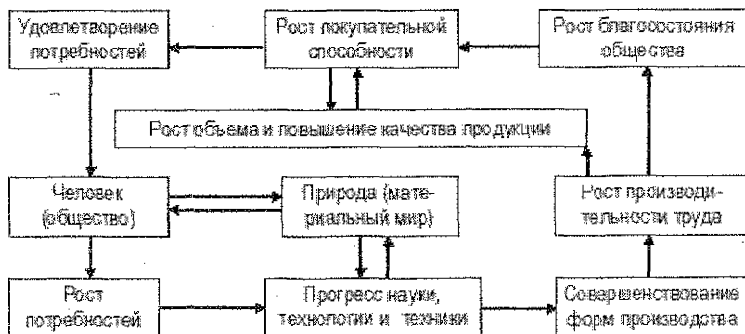 Удовлетворение
потребностей
Рост покупательной
способности
Рост благосостояния
общества
Рост объема и повышение качества продукции
Человек
(общество)
Природа (мате-
риальный мир)
Рост производи-
тельности труда
Рост
потребностей
Прогресс науки,
технологии и техники
Совершенствование
форм производства